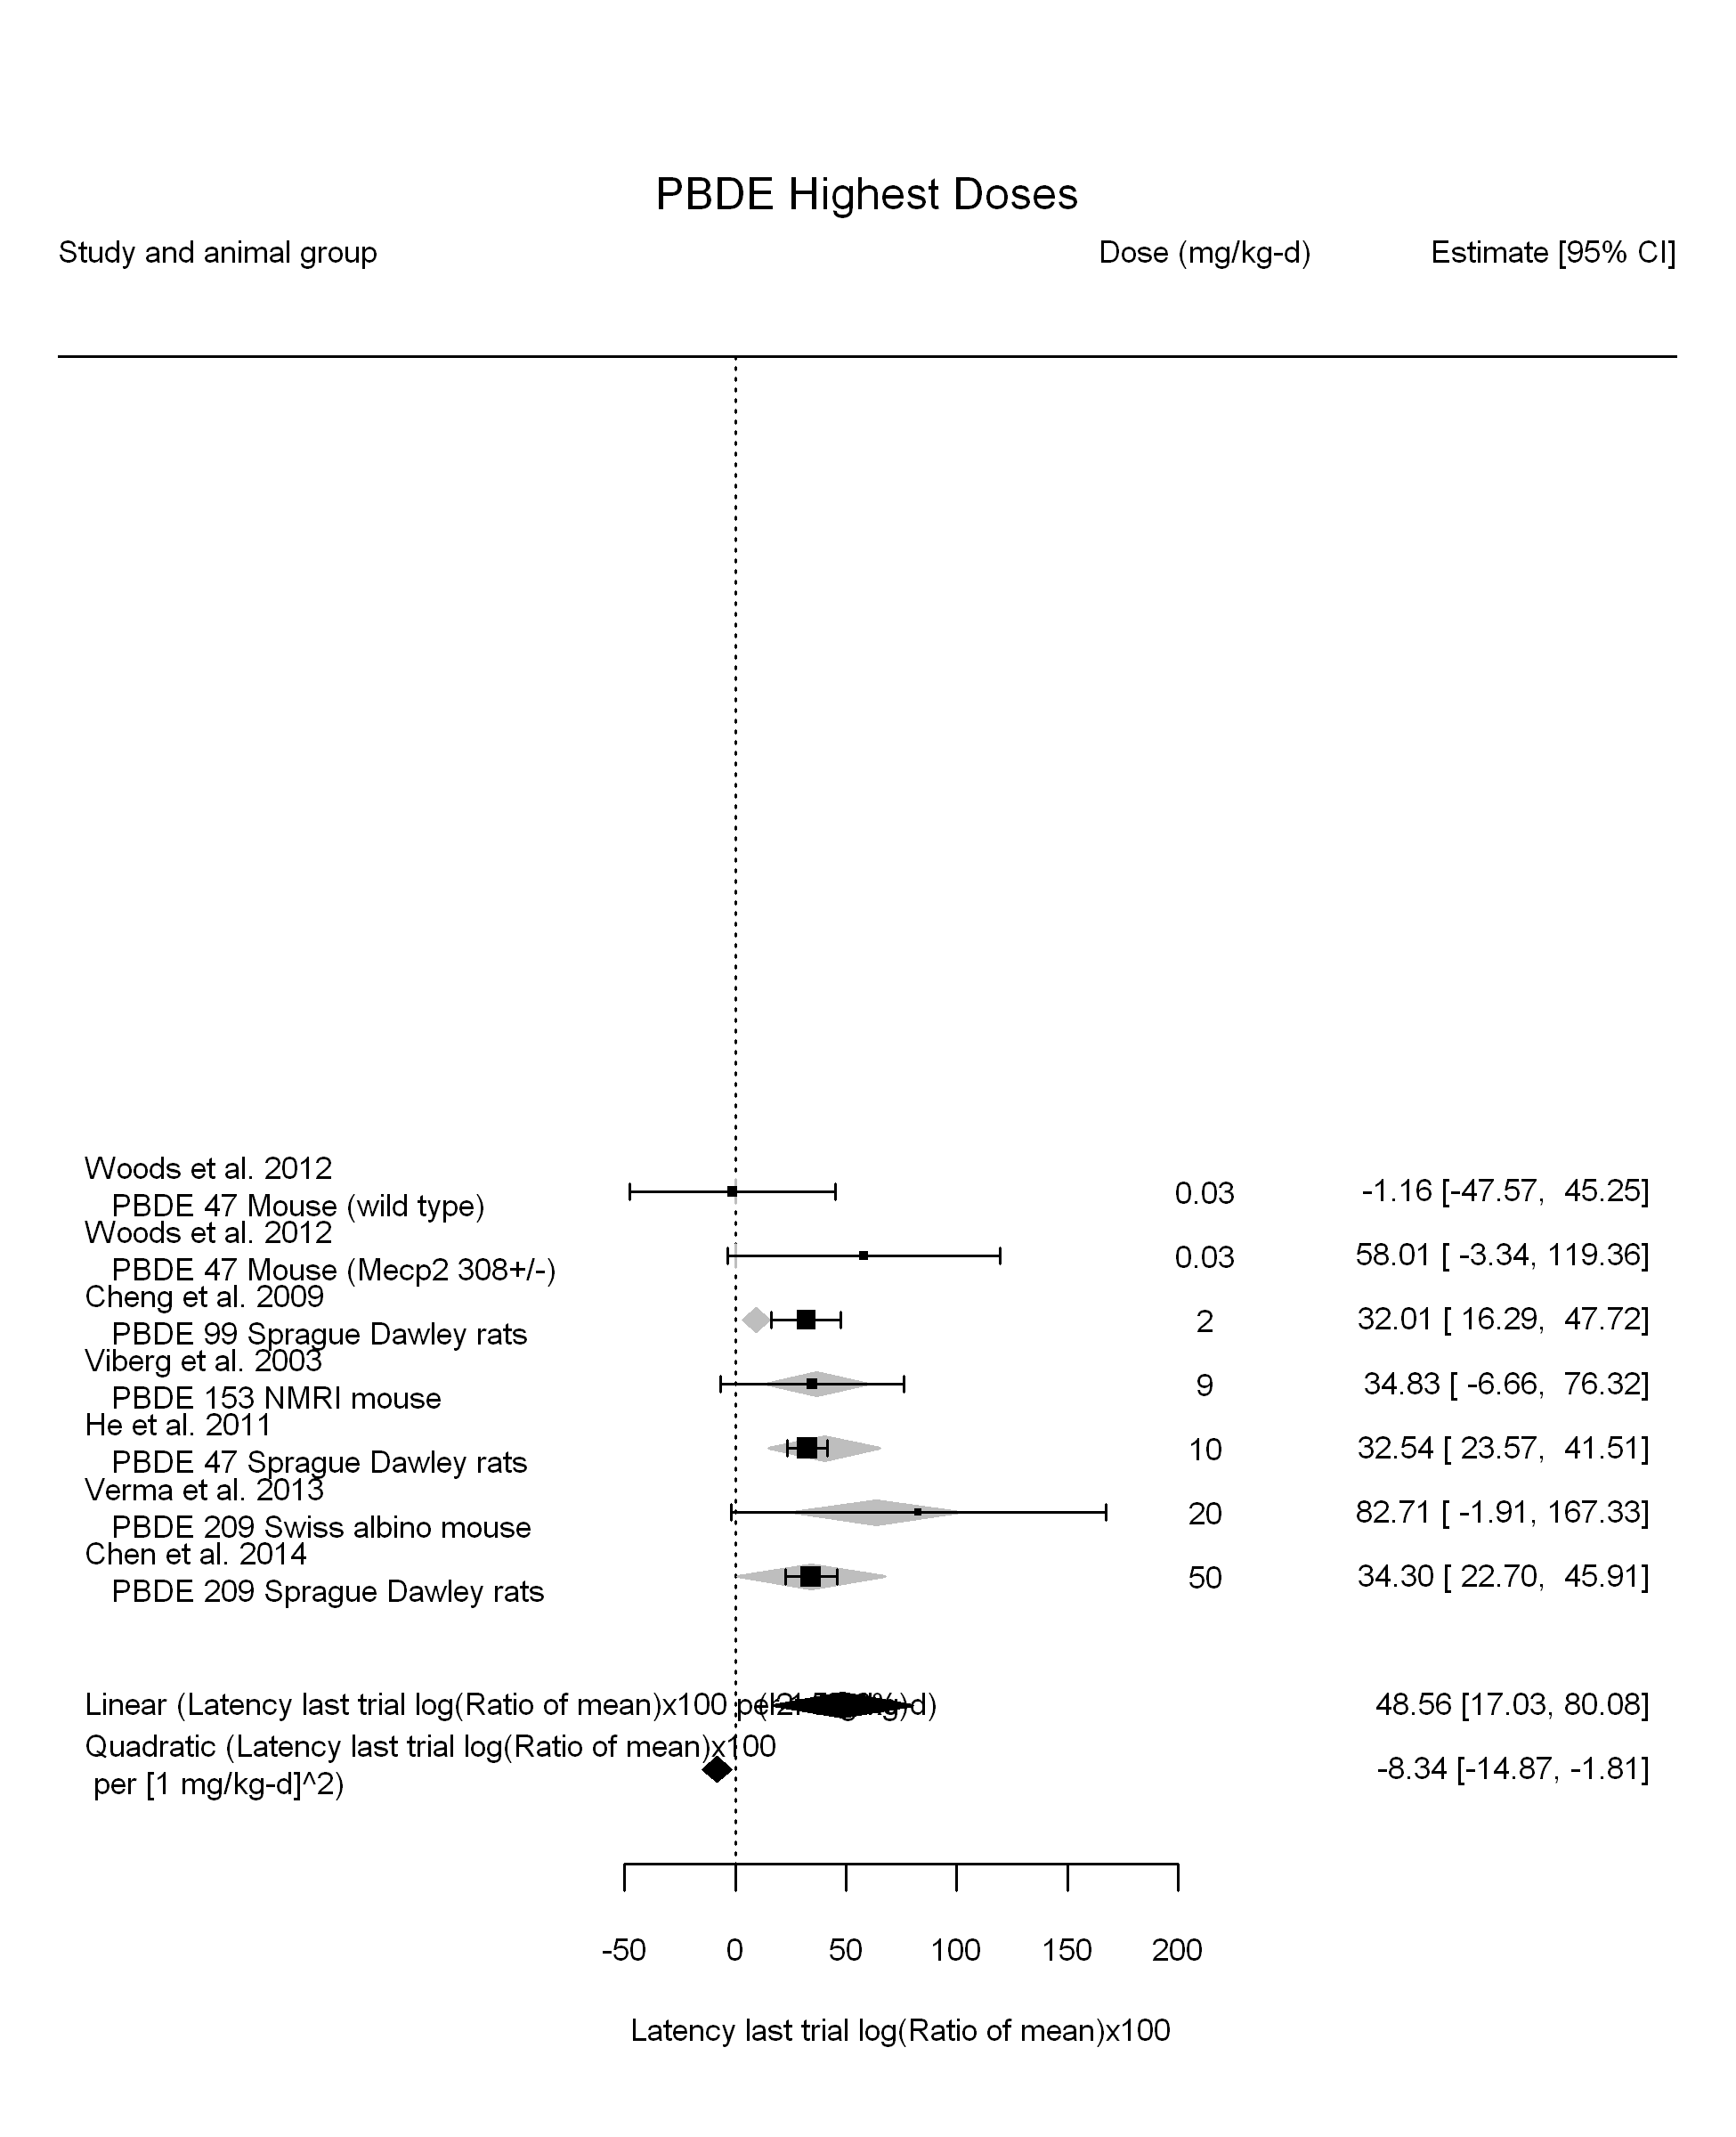 PBDE Highest Doses
Study and animal group Dose (mg/kg-d) Estimate [95% CI]
Woods et al. 2012
PBDE 47 Mouse (wild type) 0.03 -1.16 [-47.57, 45.25]
Woods et al. 2012
PBDE 47 Mouse (Mecp2 308+/-) 0.03 58.01 [ -3.34, 119.36]
Cheng et al. 2009
PBDE 99 Sprague Dawley rats 2 32.01 [ 16.29, 47.72]
Viberg et al. 2003
PBDE 153 NMRI mouse 9 34.83 [ -6.66, 76.32]
He et al. 2011
PBDE 47 Sprague Dawley rats 10 32.54 [ 23.57, 41.51]
Verma et al. 2013
PBDE 209 Swiss albino mouse 20 82.71 [ -1.91, 167.33]
Chen et al. 2014
PBDE 209 Sprague Dawley rats 50 34.30 [ 22.70, 45.91]
Linear (Latency last trial log(Ratio of mean)x100 48.56 [17.03, 80.08]
Quadratic (Latency last trial log(Ratio of mean)x100
per [1 mg/kg-d]^2) -8.34 [-14.87, -1.81]
-50 0 50 100 150 200
Latency last trial log(Ratio of mean)x100